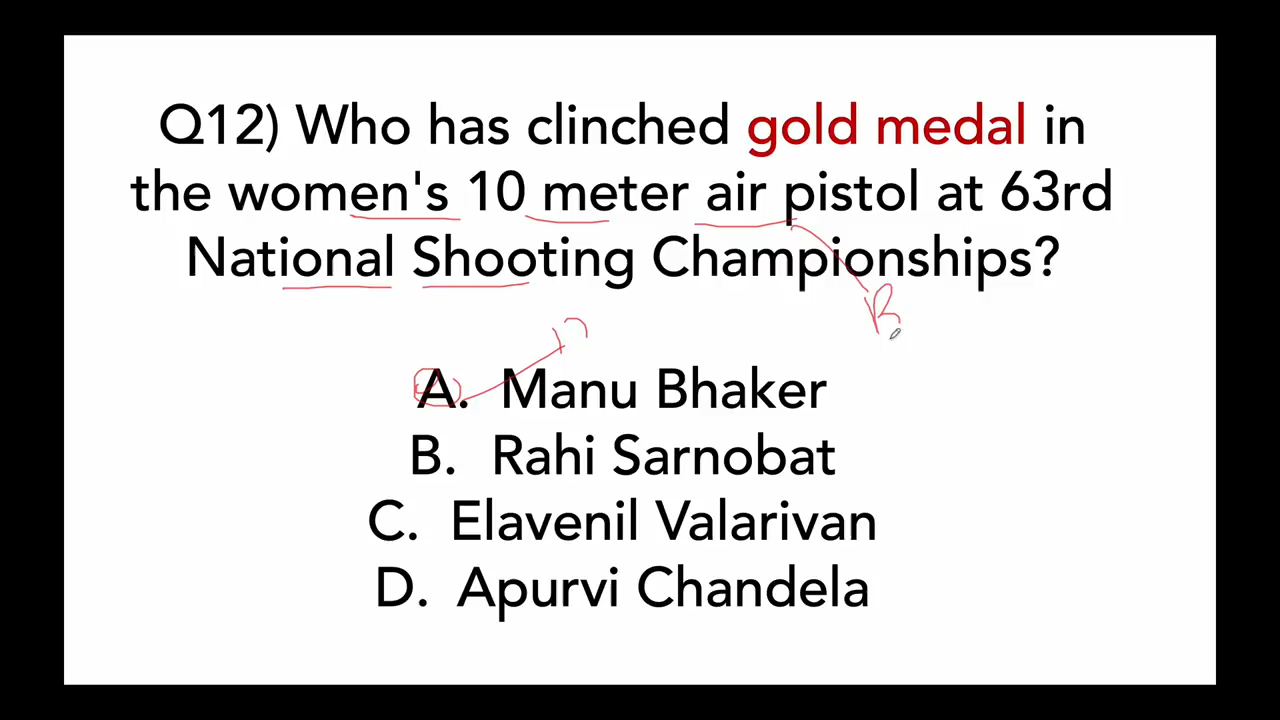 Q12) Who has clinched gold medal in
the women's 10 meter air pistol at 63rd
National Shooting Championships?
A. Manu Bhaker
B. Rahi Sarnobat
C. Elavenil Valarivan
D. Apurvi Chandela